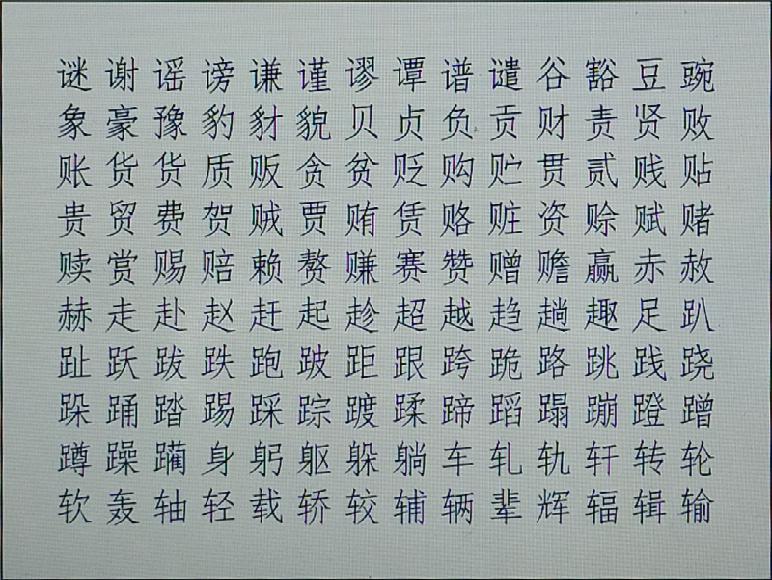 谜谢谣谤谦谨谬谭谱谴谷豁豆豌
象豪豫豹豺貌贝贞负贡财责贤败
账货货质贩贪贫贬购贮贯贰贱贴
贵贸费贺贼贾贿赁赂赃资赊赋赌
赎赏赐赔赖赘赚赛赞赠赡赢赤赦
赫走赴赵赶起趁超越趋趟趣足趴
趾跃跋跌跑跛距跟跨跪路跳践跷
跺踊踏踢踩踪踱蹂蹄蹈蹋蹦蹬蹭
蹲躁躏身躬躯躲躺车轧轨轩转轮
软轰轴轻载轿较辅辆辈辉辐辑输